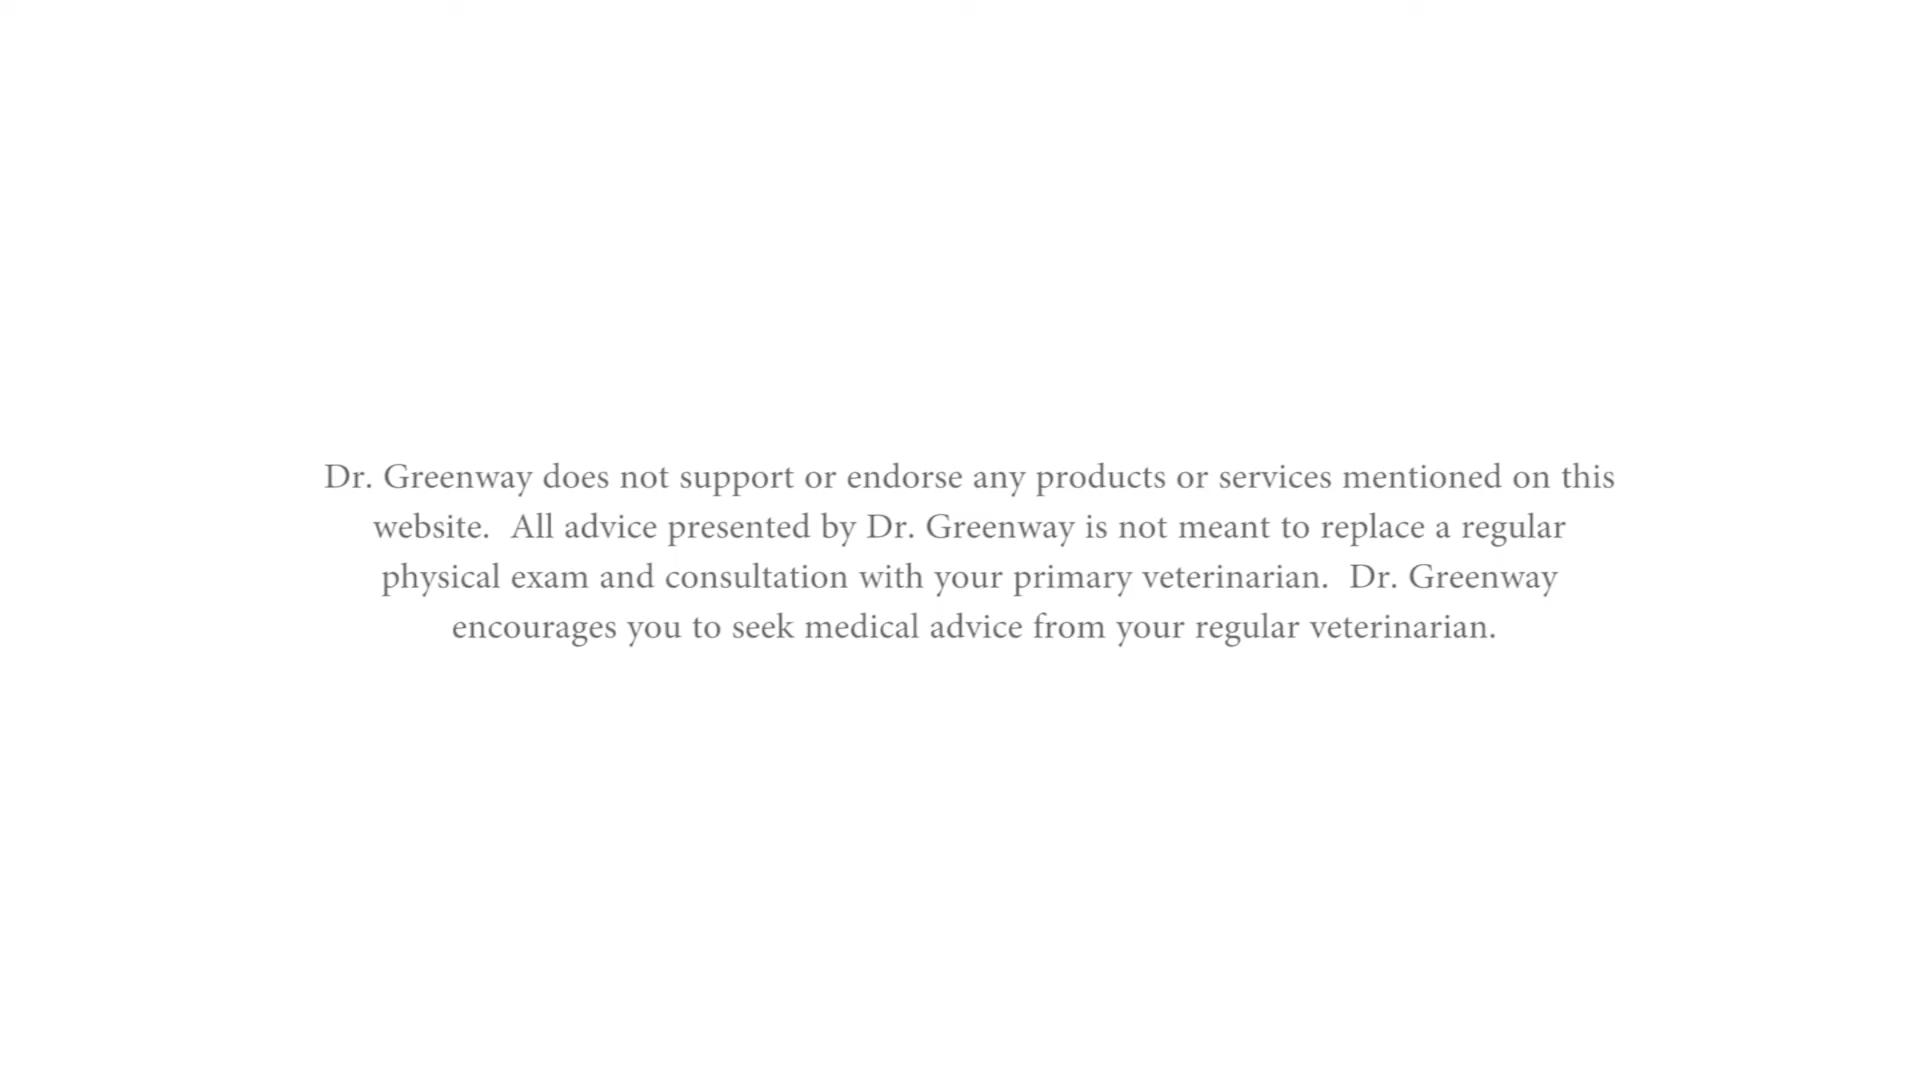 Dr. Greenway does not support or endorse any products or services mentioned on this
website.  All advice presented by Dr. Greenway is not meant to replace a regular
physical exam and consultation with your primary veterinarian.  Dr. Greenway
encourages you to seek medical advice from your regular veterinarian.